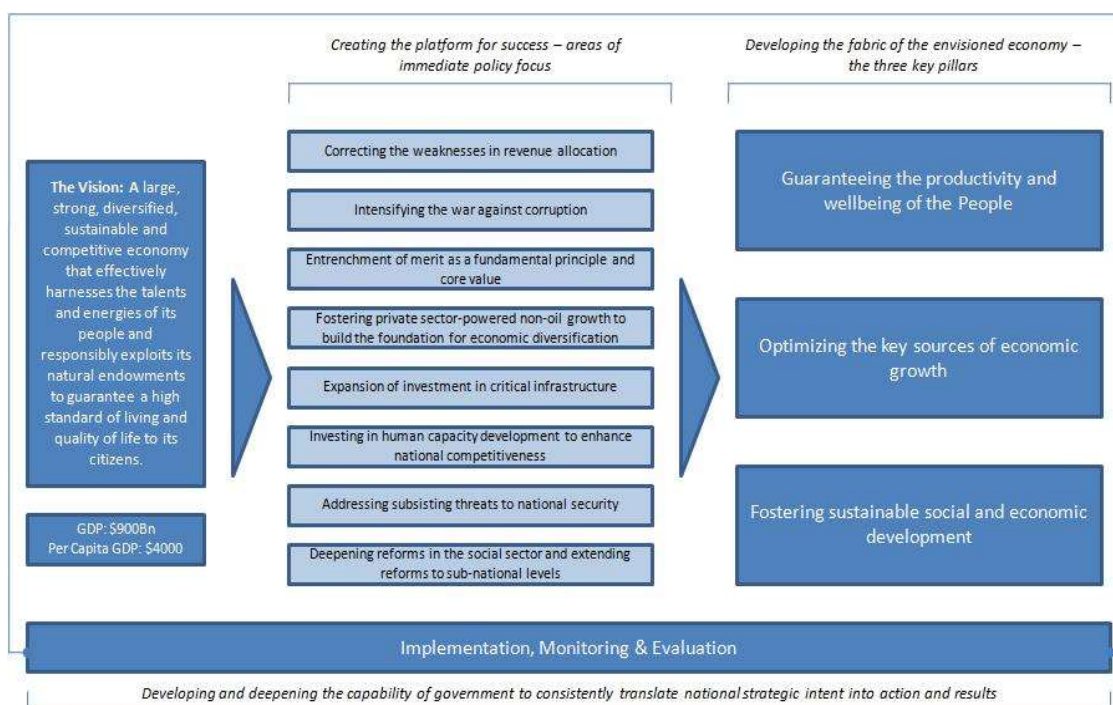 Creating the platform for success – areas of
immediate policy focus
Developing the fabric of the envisioned economy –
the three key pillars
The Vision: A large,
strong, diversified,
sustainable and
competitive economy
that effectively
harnesses the talents
and energies of its
people and
responsibly exploits its
natural endowments
to guarantee a high
standard of living and
quality of life to its
citizens.
GDP: $900Bn
Per Capita GDP: $4000
Correcting the weaknesses in revenue allocation
Intensifying the war against corruption
Entrenchment of merit as a fundamental principle and
core value
Fostering private sector-powered non-oil growth to
build the foundation for economic diversification
Expansion of investment in critical infrastructure
Investing in human capacity development to enhance
national competitiveness
Addressing subsisting threats to national security
Deepening reforms in the social sector and extending
reforms to sub-national levels
Guaranteeing the productivity and
wellbeing of the People
Optimizing the key sources of economic
growth
Fostering sustainable social and economic
development
Implementation, Monitoring & Evaluation
Developing and deepening the capability of government to consistently translate national strategic intent into action and results